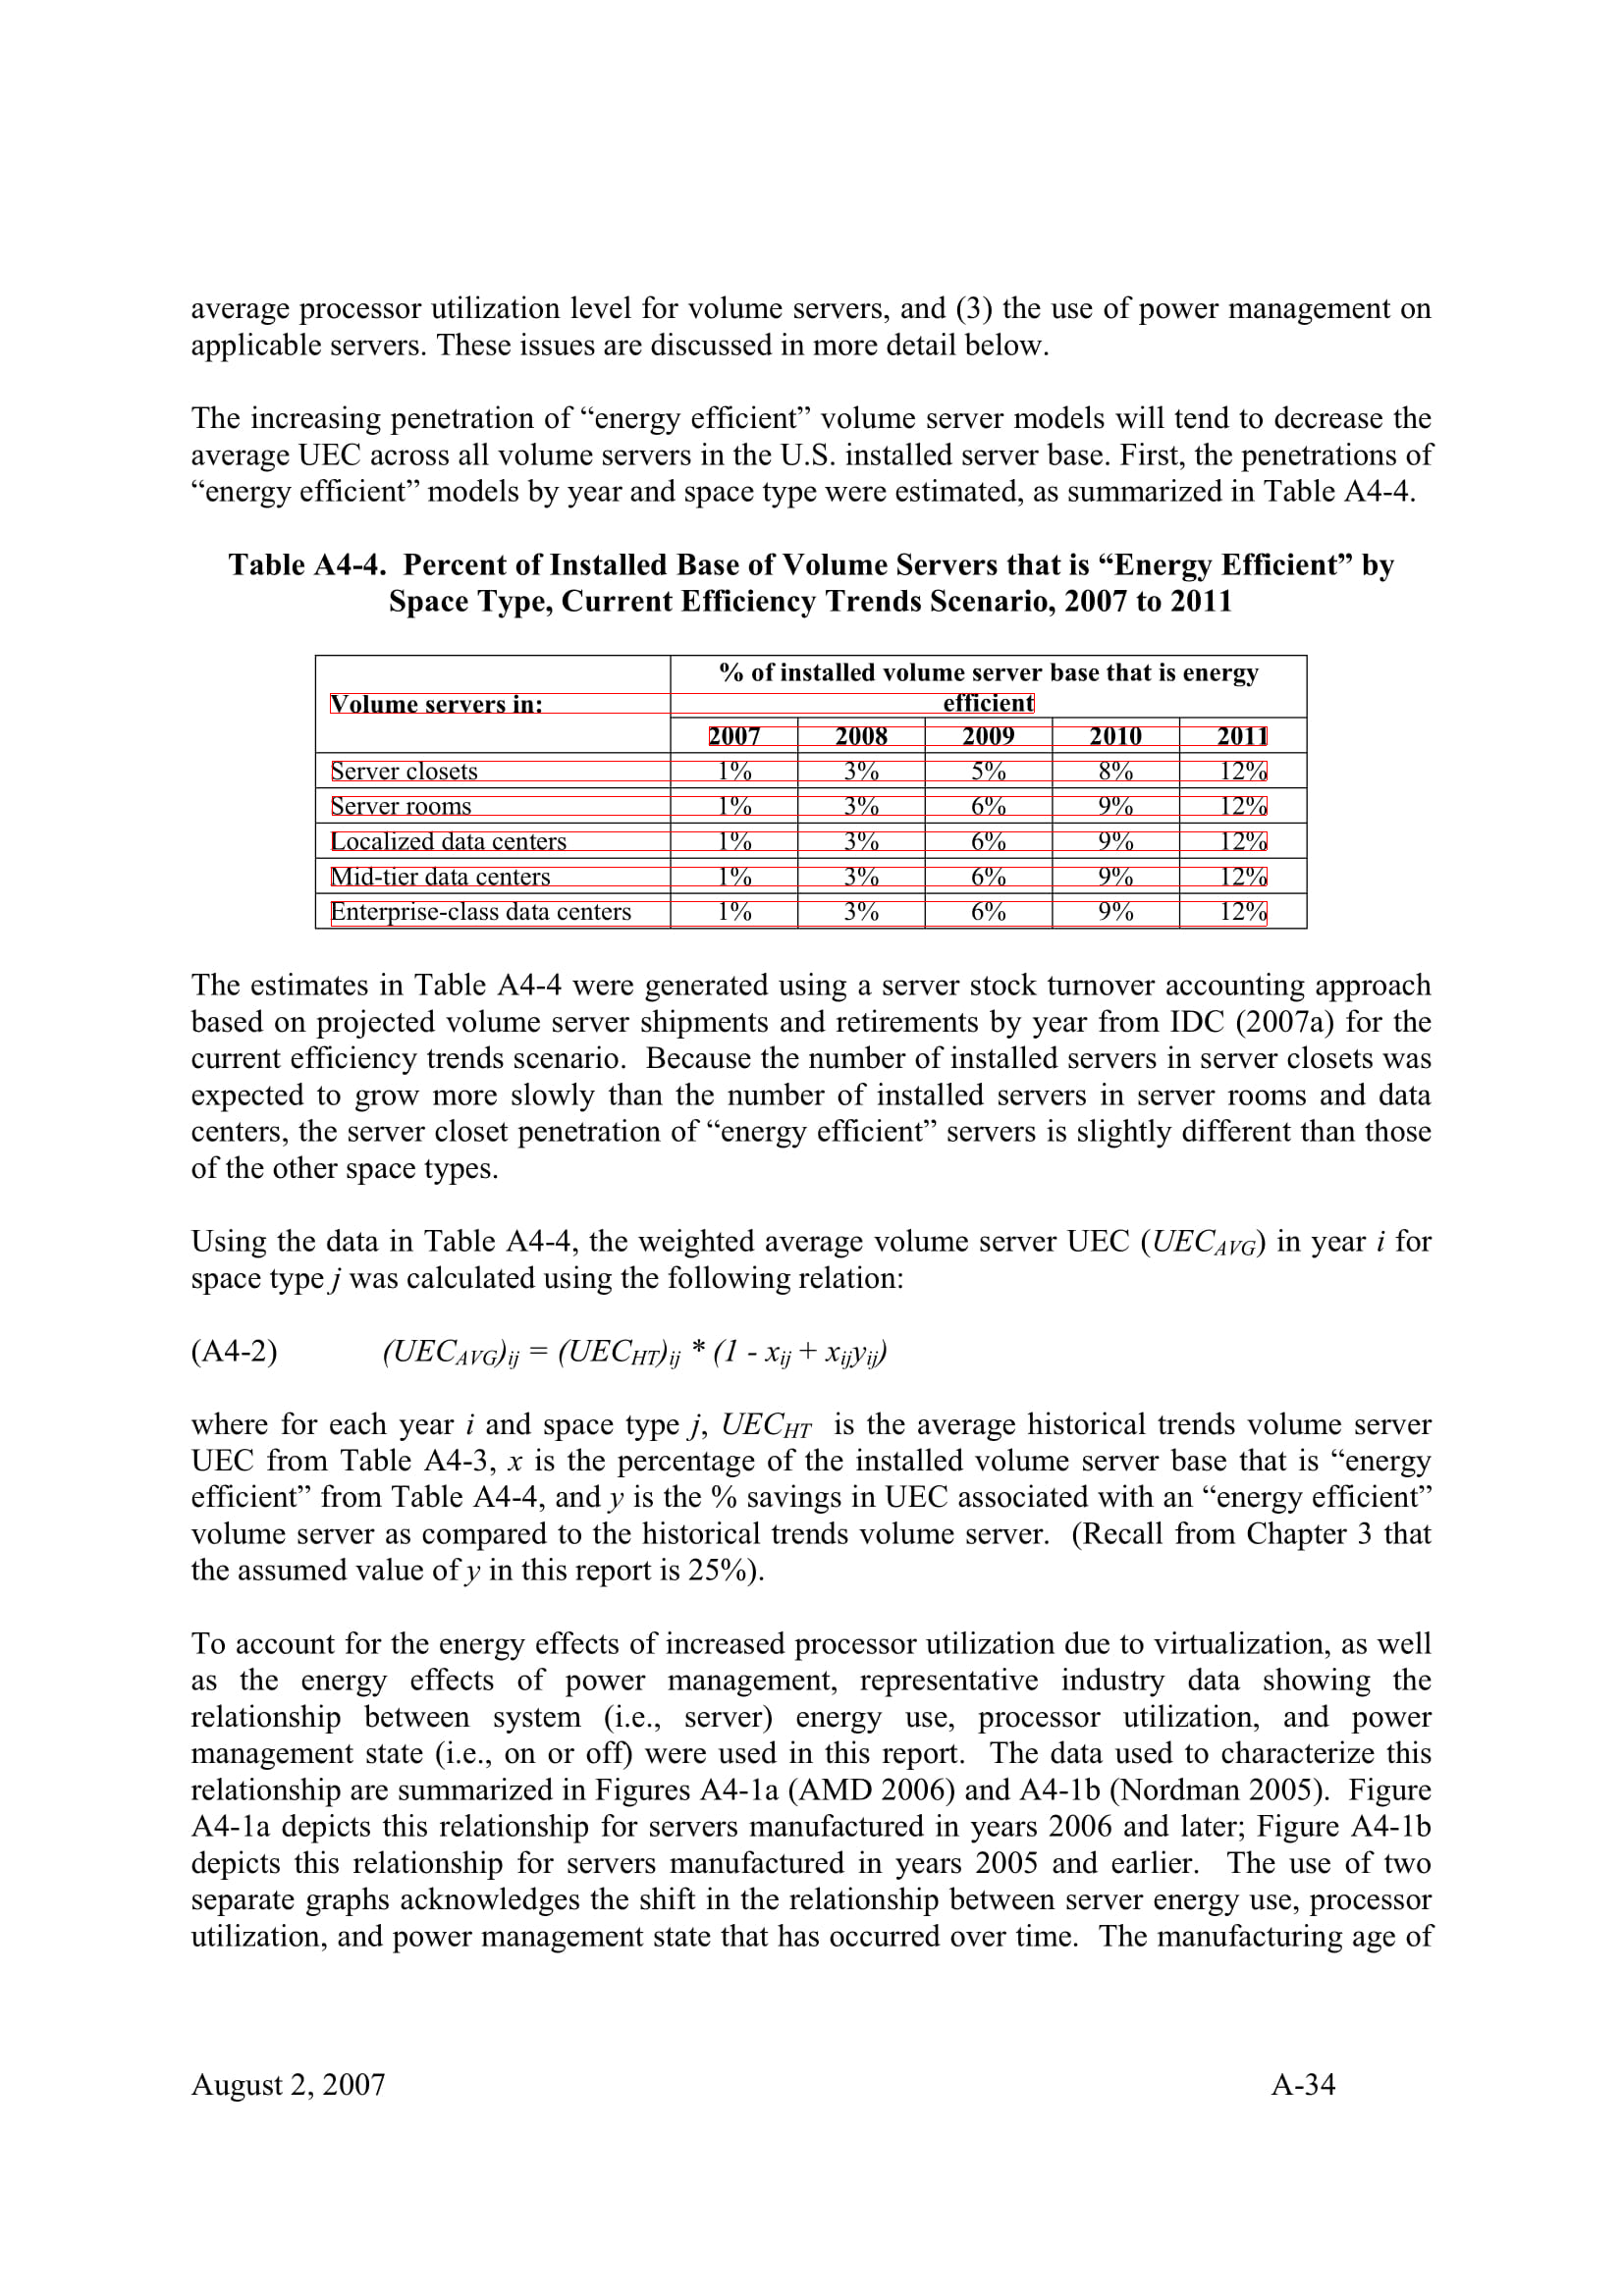 average processor utilization level for volume servers, and (3) the use of power management on
applicable servers. These issues are discussed in more detail below.
The increasing penetration of “energy efficient” volume server models will tend to decrease the
average UEC across all volume servers in the U.S. installed server base. First, the penetrations of
“energy efficient” models by year and space type were estimated, as summarized in Table A4-4.
Table A4-4. Percent of Installed Base of Volume Servers that is “Energy Efficient” by
Space Type, Current Efficiency Trends Scenario, 2007 to 2011
% of installed volume server base that is energy
Volume servers in: efficient
2007 2008 2009 2010 2011
Server closets 1% 3% 5% 8% 12%
Server rooms 1% 3% 6% 9% 12%
Localized data centers 1% 3% 6% 9% 12%
Mid-tier data centers 1% 3% 6% 9% 12%
Enterprise-class data centers 1% 3% 6% 9% 12%
The estimates in Table A4-4 were generated using a server stock turnover accounting approach
based on projected volume server shipments and retirements by year from IDC (2007a) for the
current efficiency trends scenario. Because the number of installed servers in server closets was
expected to grow more slowly than the number of installed servers in server rooms and data
centers, the server closet penetration of “energy efficient” servers is slightly different than those
of the other space types.
Using the data in Table A4-4, the weighted average volume server UEC (UECAVG) in year i for
space type j was calculated using the following relation:
(A4-2) (UECAVG)ij = (UECHT)ij * (1 - xij + xijyij)
where for each year i and space type j, UECHT is the average historical trends volume server
UEC from Table A4-3, x is the percentage of the installed volume server base that is “energy
efficient” from Table A4-4, and y is the % savings in UEC associated with an “energy efficient”
volume server as compared to the historical trends volume server. (Recall from Chapter 3 that
the assumed value of y in this report is 25%).
To account for the energy effects of increased processor utilization due to virtualization, as well
as the energy effects of power management, representative industry data showing the
relationship between system (i.e., server) energy use, processor utilization, and power
management state (i.e., on or off) were used in this report. The data used to characterize this
relationship are summarized in Figures A4-1a (AMD 2006) and A4-1b (Nordman 2005). Figure
A4-1a depicts this relationship for servers manufactured in years 2006 and later; Figure A4-1b
depicts this relationship for servers manufactured in years 2005 and earlier. The use of two
separate graphs acknowledges the shift in the relationship between server energy use, processor
utilization, and power management state that has occurred over time. The manufacturing age of
August 2, 2007 A-34